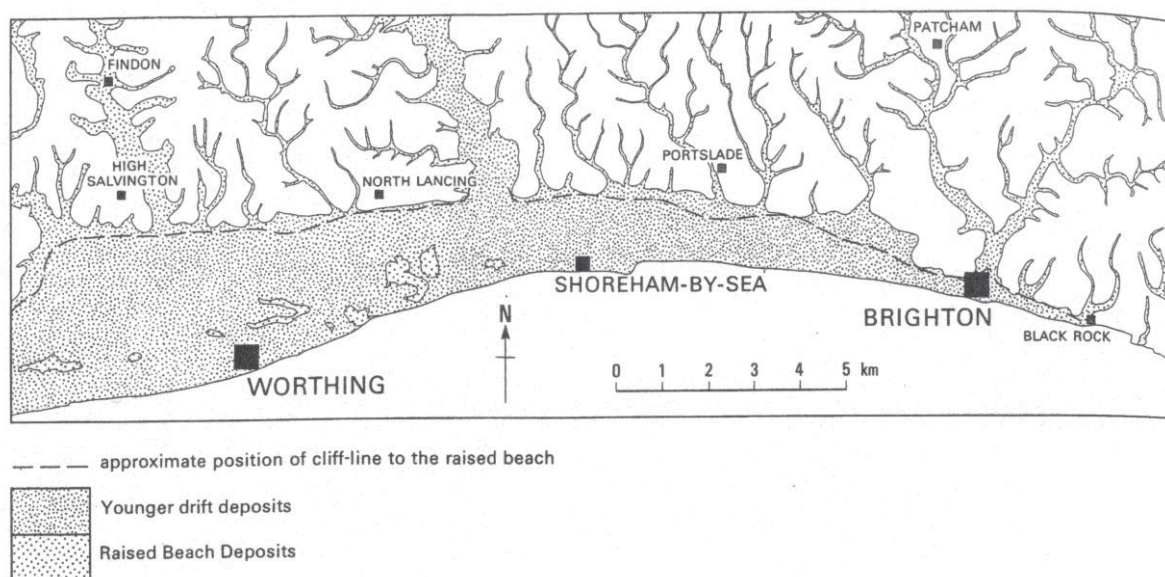 FINDON
PATCHAM
HIGH
SALVINGTON
NORTH LANCING
PORTSLADE
SHOREHAM-BY-SEA
BRIGHTON
BLACK ROCK
WORTHING
N
0 1 2 3 4 5 km
approximate position of cliff-line to the raised beach
Younger drift deposits
Raised Beach Deposits